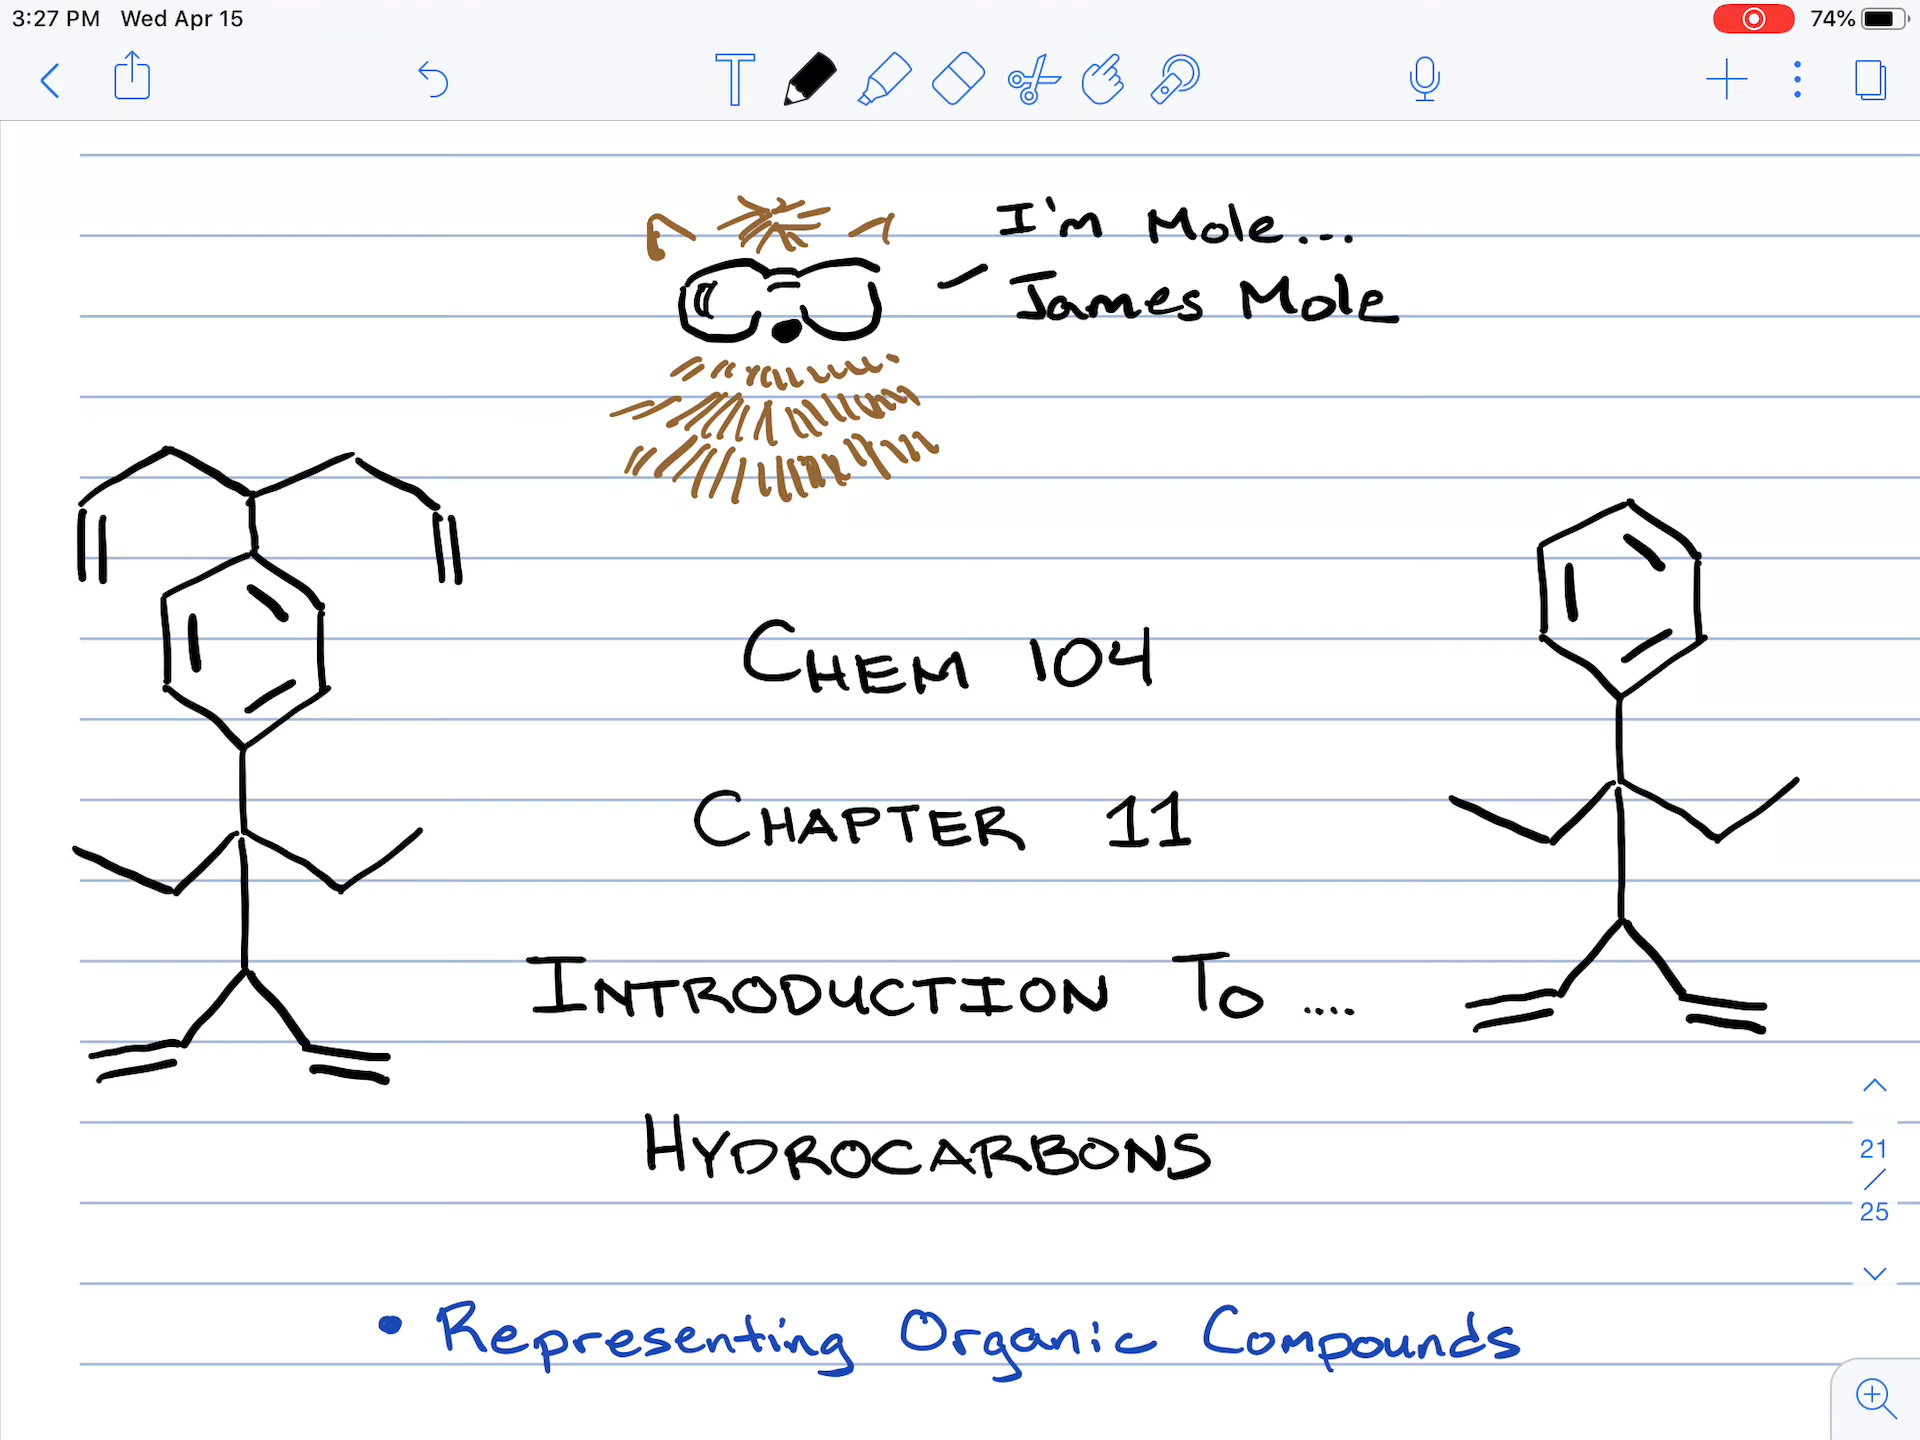 3:27 PM Wed Apr 15
74%
I'm Mole...
James Mole
CHEM 104
CHAPTER 11
INTRODUCTION TO ....
HYDROCARBONS
21
/
25
• Representing Organic Compounds